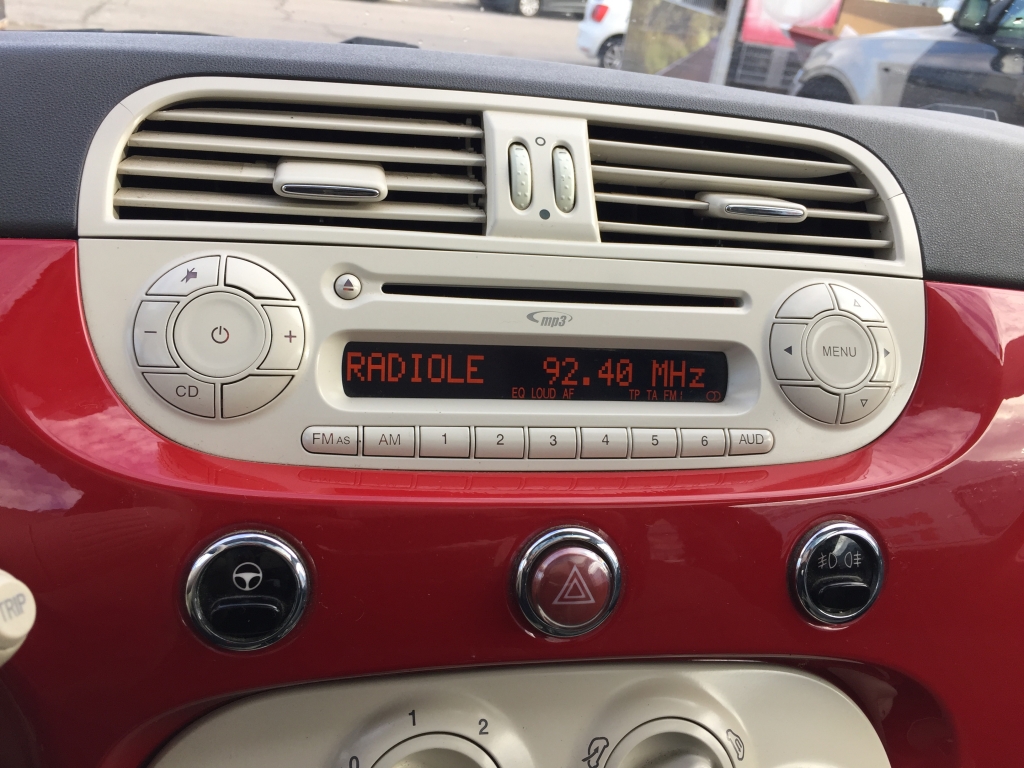 mp3
RADIOLE 92.40 MHz
EQ LOUD AF TP TA FM1
MENU
CD
FM AS AM 1 2 3 4 5 6 AUD
TRIP
0 1 2